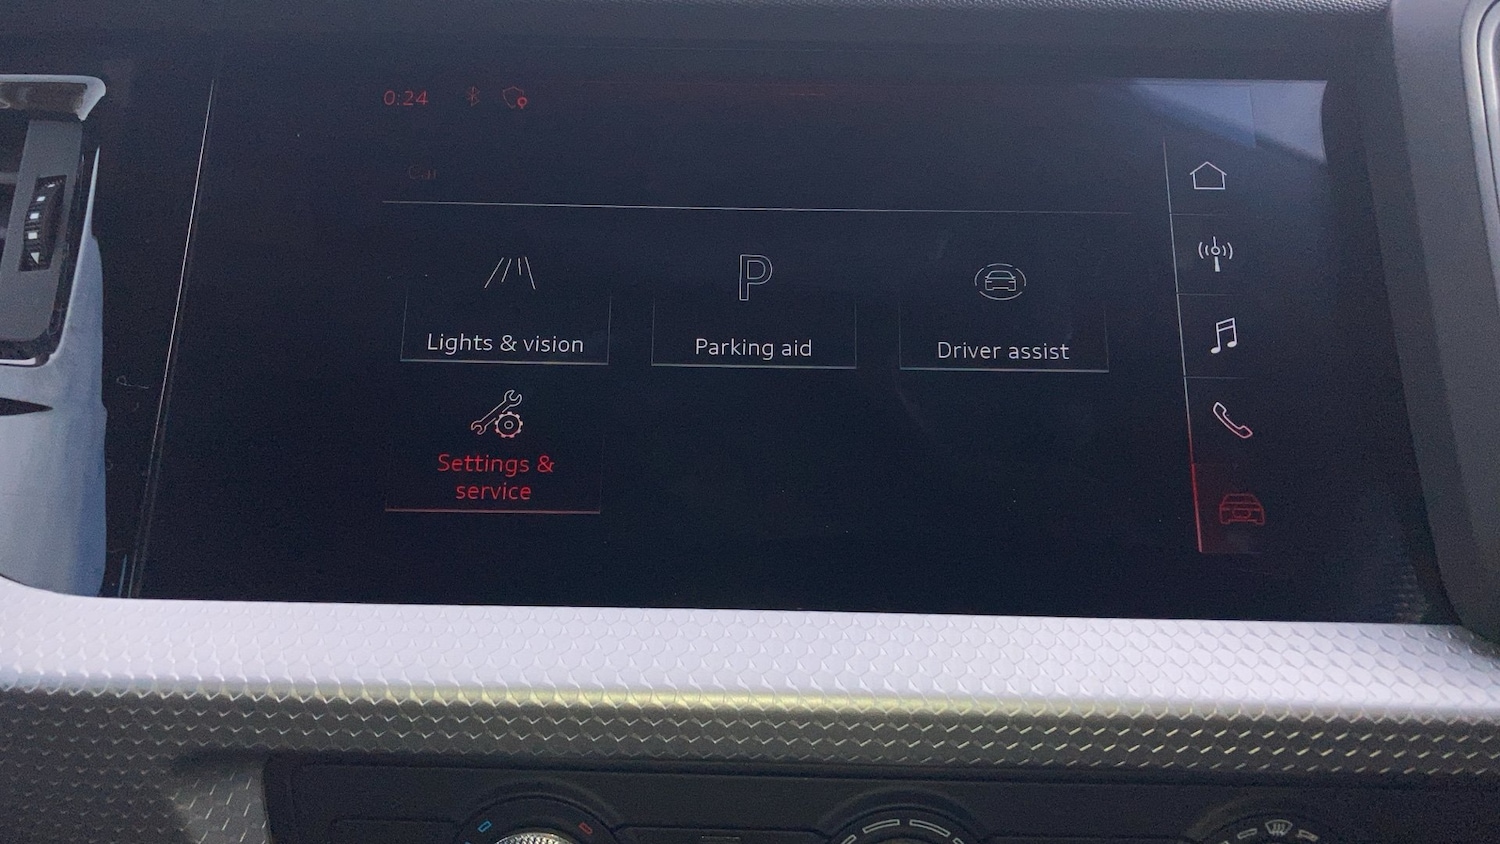 0:24
Car
Lights & vision
P
Parking aid
Driver assist
Settings &
service